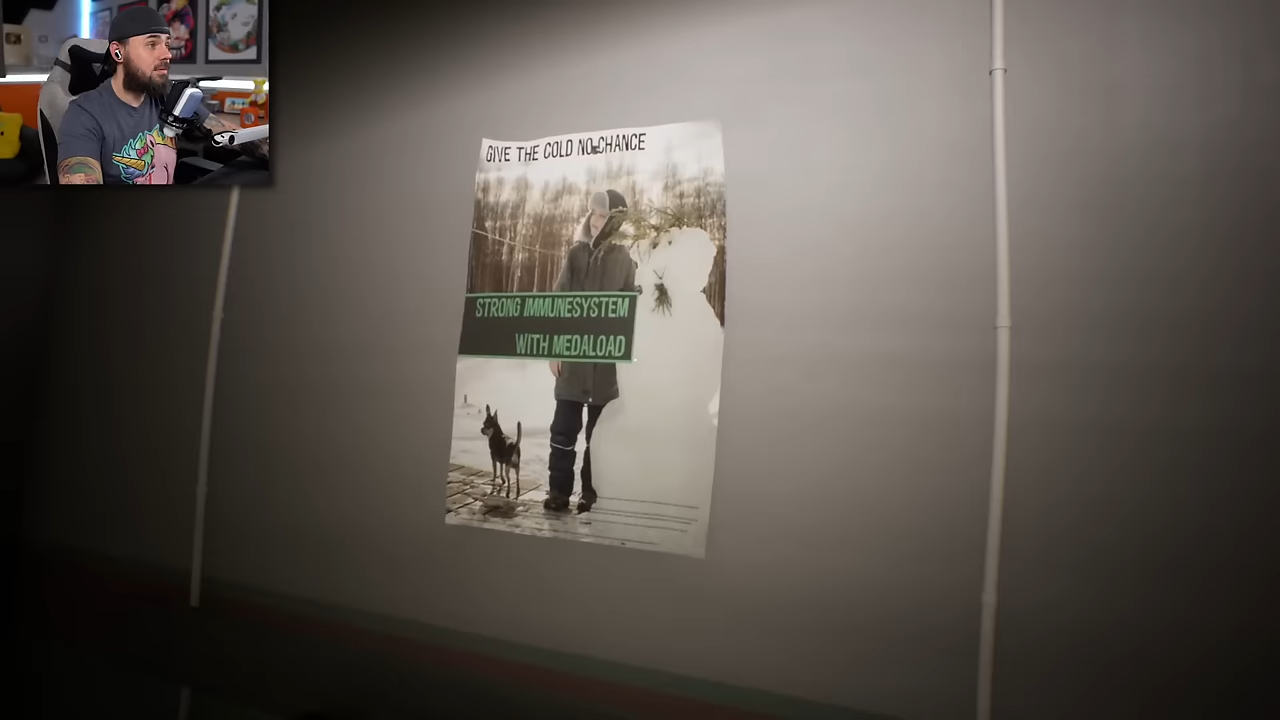 GIVE THE COLD NO CHANCE
STRONG IMMUNESYSTEM
WITH MEDALOAD